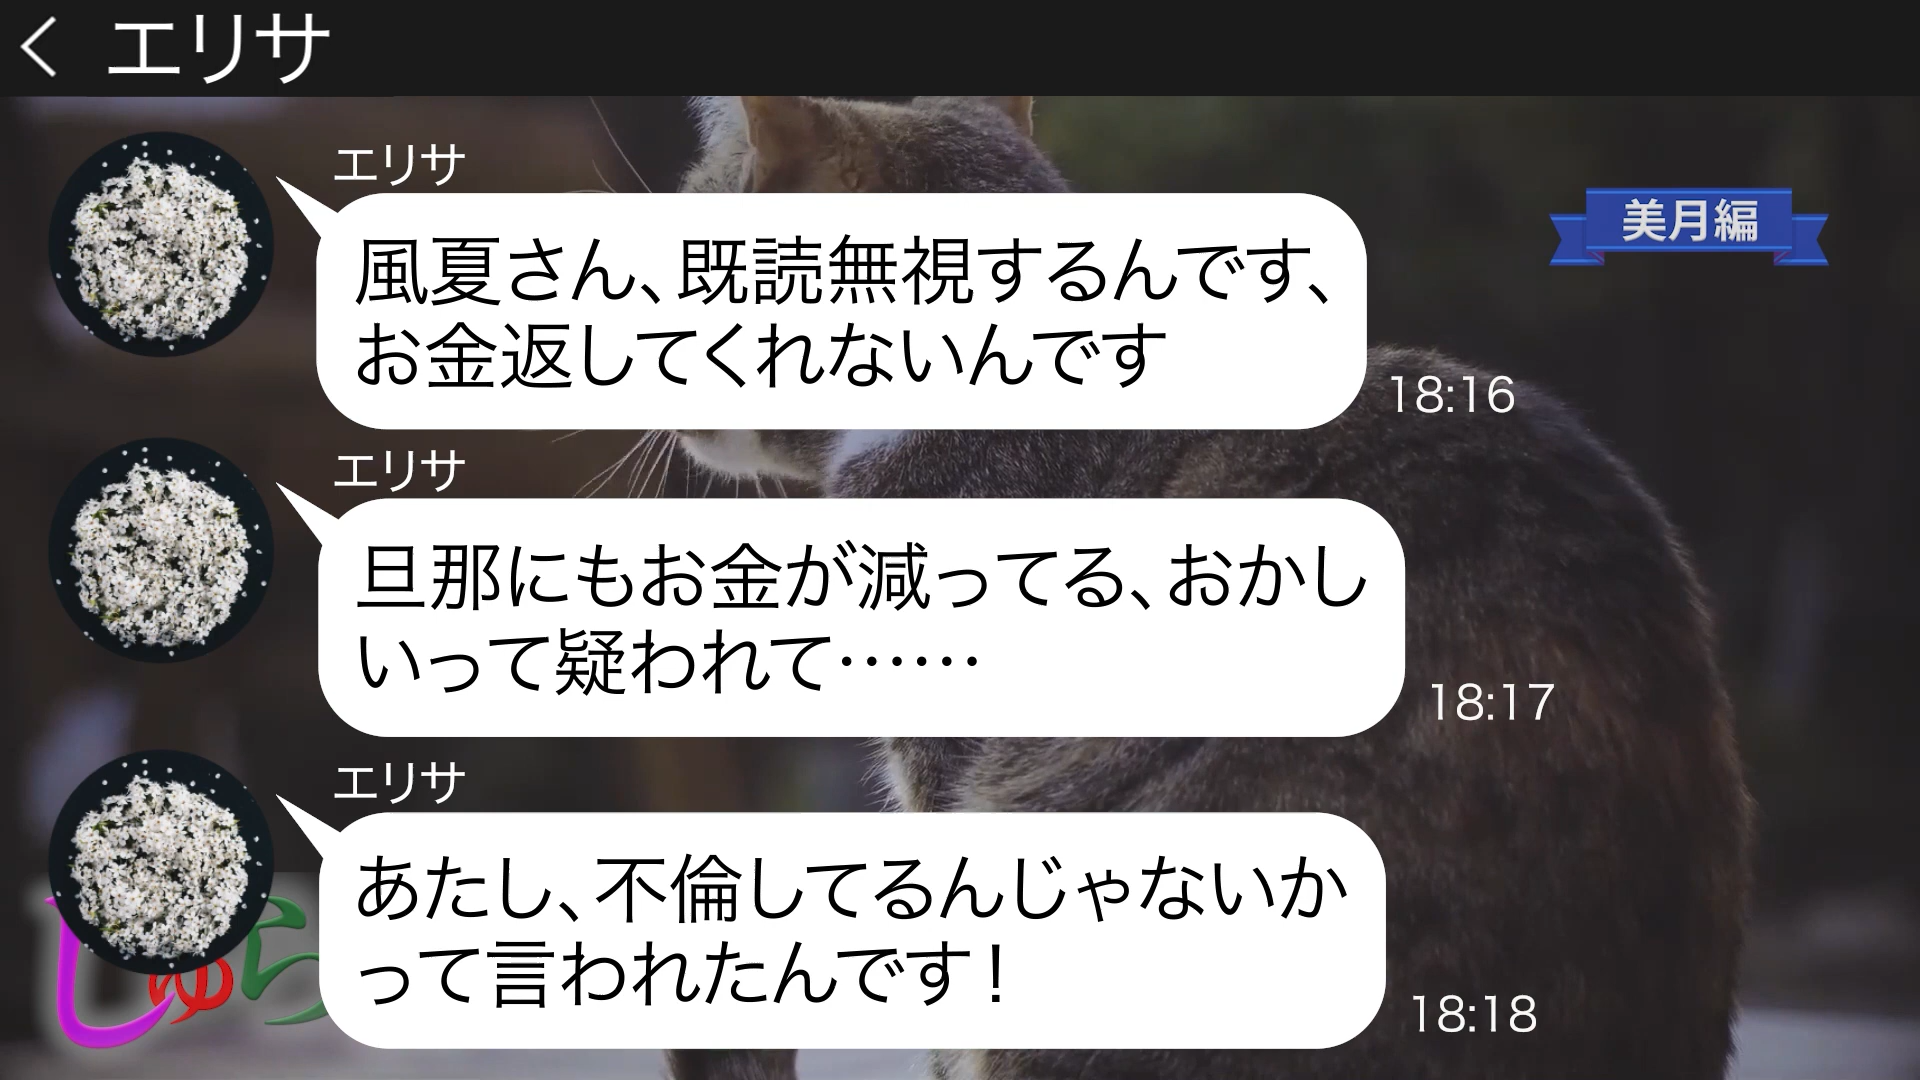 エリサ
エリサ
風夏さん、既読無視するんです、
お金返してくれないんです
18:16
美月編
エリサ
旦那にもお金が減ってる、おかし
いって疑われて……
18:17
エリサ
あたし、不倫してるんじゃないか
って言われたんです!
18:18
しゅら